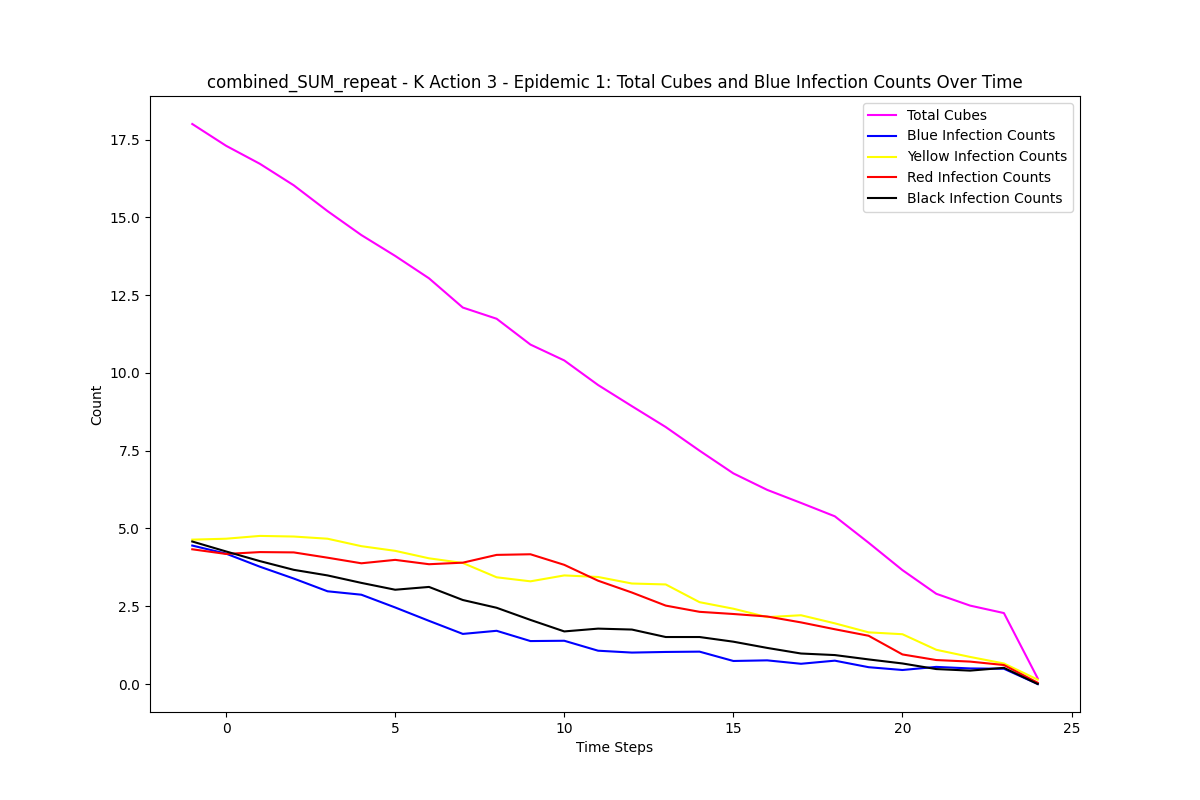 combined_SUM_repeat - K Action 3 - Epidemic 1: Total Cubes and Blue Infection Counts Over Time
Total Cubes
Blue Infection Counts
Yellow Infection Counts
Red Infection Counts
Black Infection Counts
17.5
15.0
12.5
10.0
7.5
5.0
2.5
0.0
Count
0
5
10
15
20
25
Time Steps